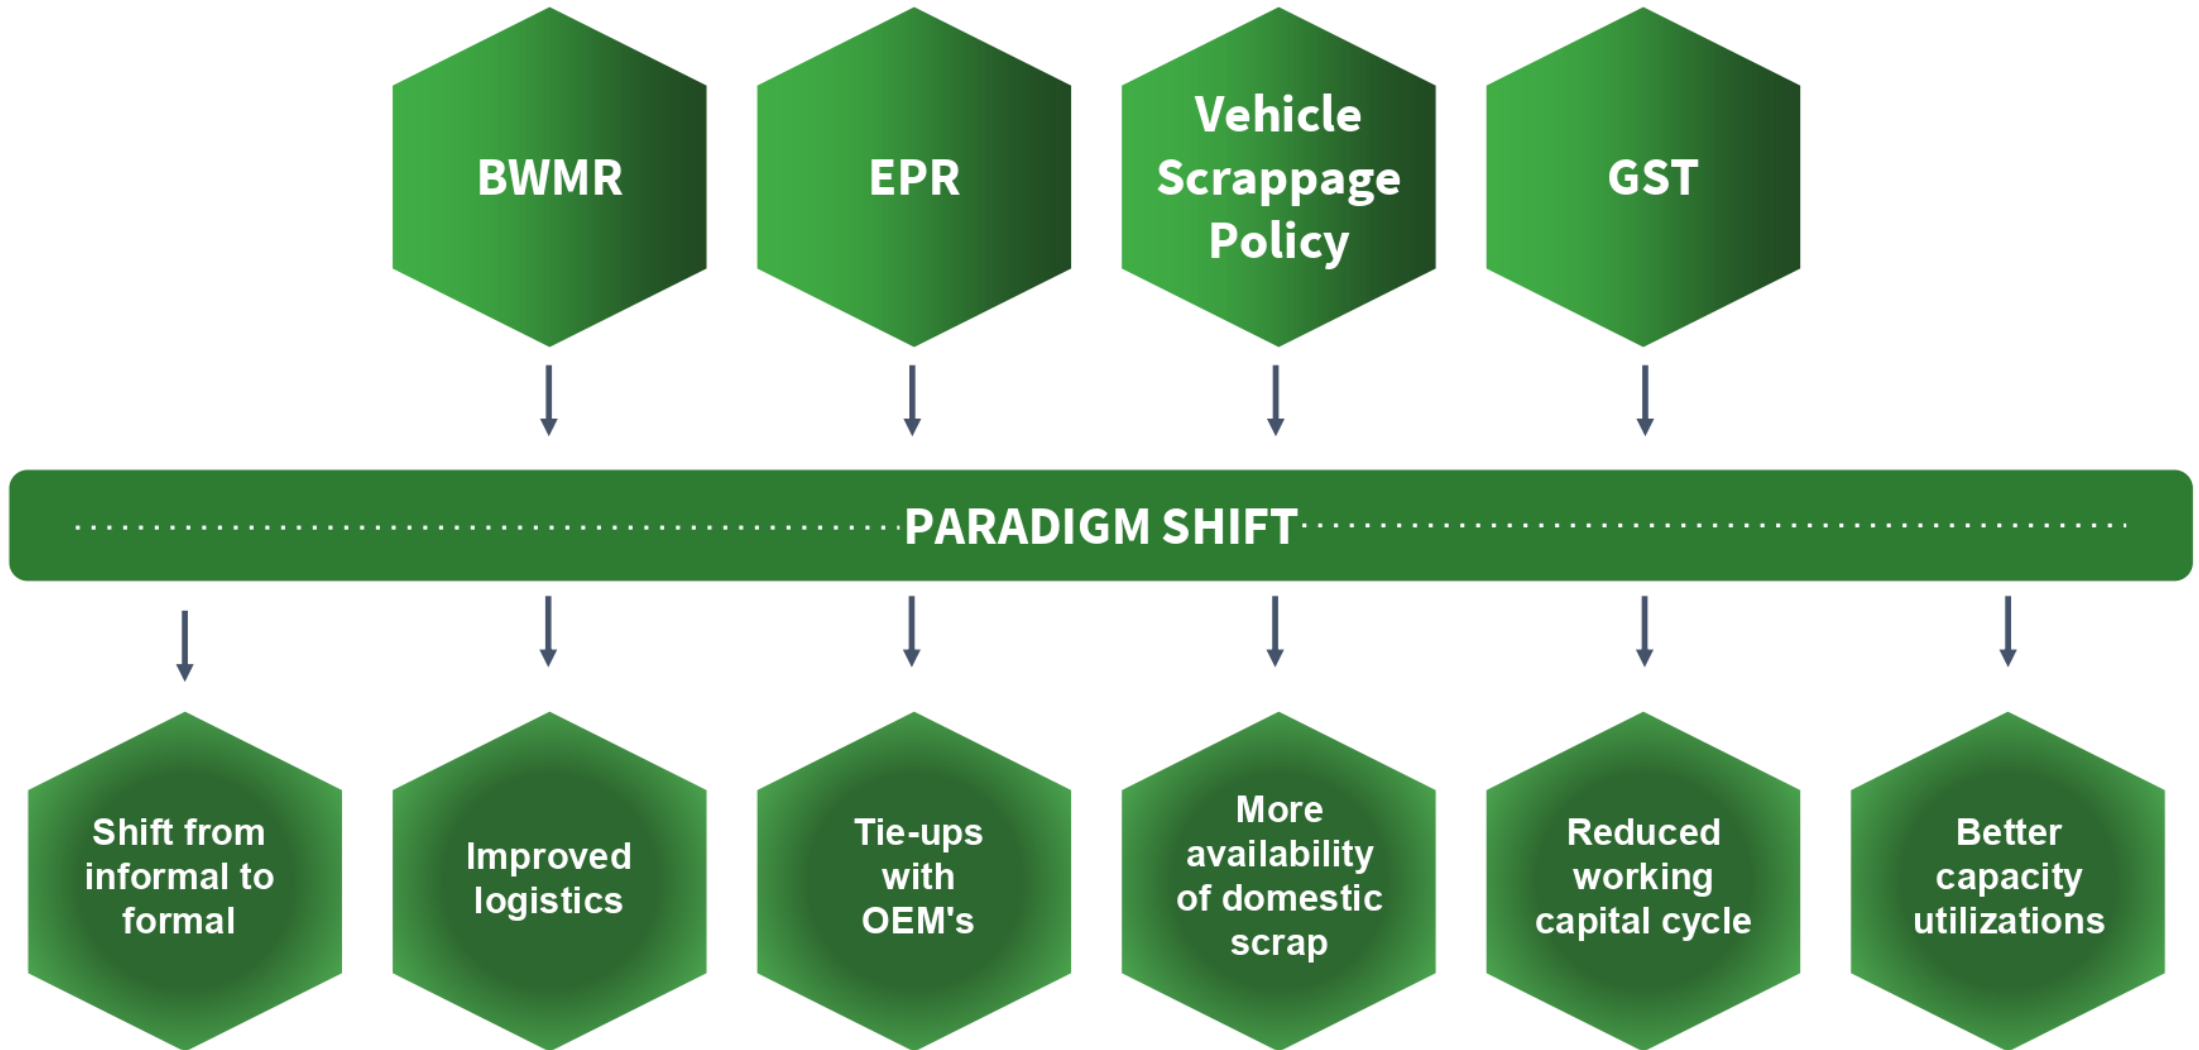 BWMR
EPR
Vehicle
Scrappage
Policy
GST
PARADIGM SHIFT
Shift from
informal to
formal
Improved
logistics
Tie-ups
with
OEM's
More
availability
of domestic
scrap
Reduced
working
capital cycle
Better
capacity
utilizations